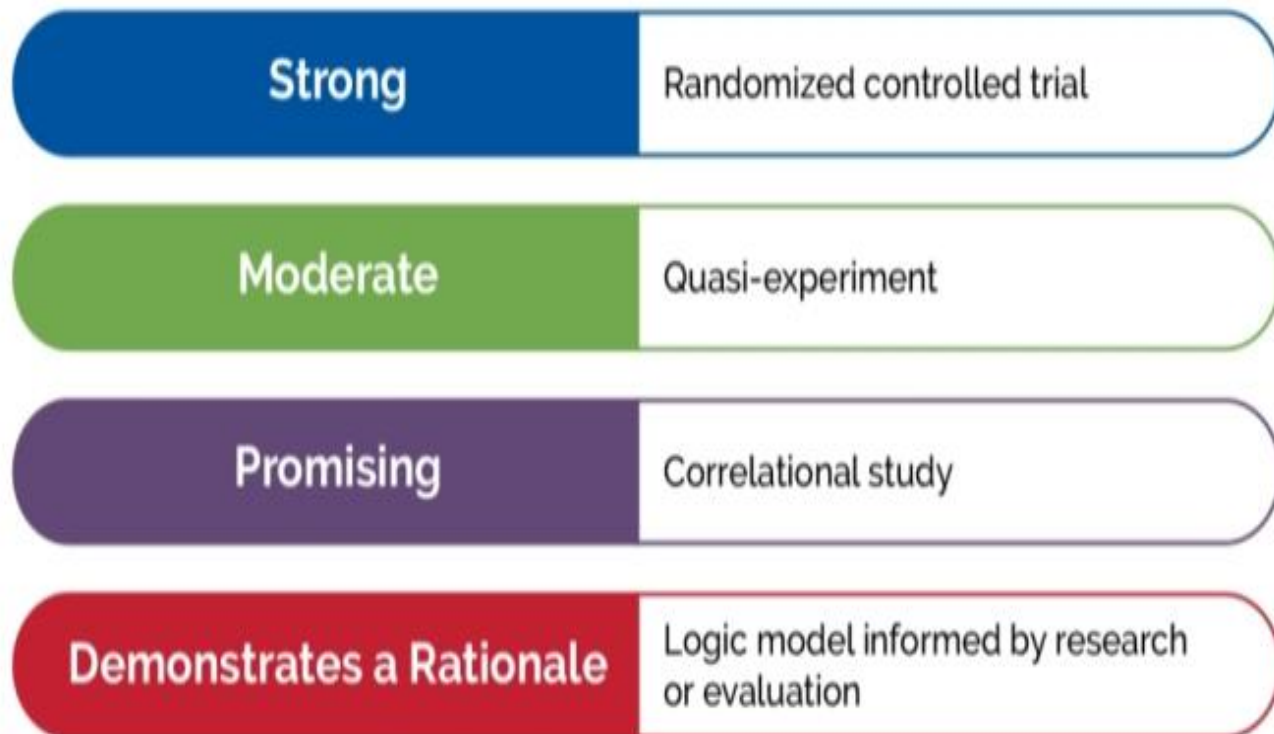 Strong
Randomized controlled trial
Moderate
Quasi-experiment
Promising
Correlational study
Demonstrates a Rationale
Logic model informed by research
or evaluation